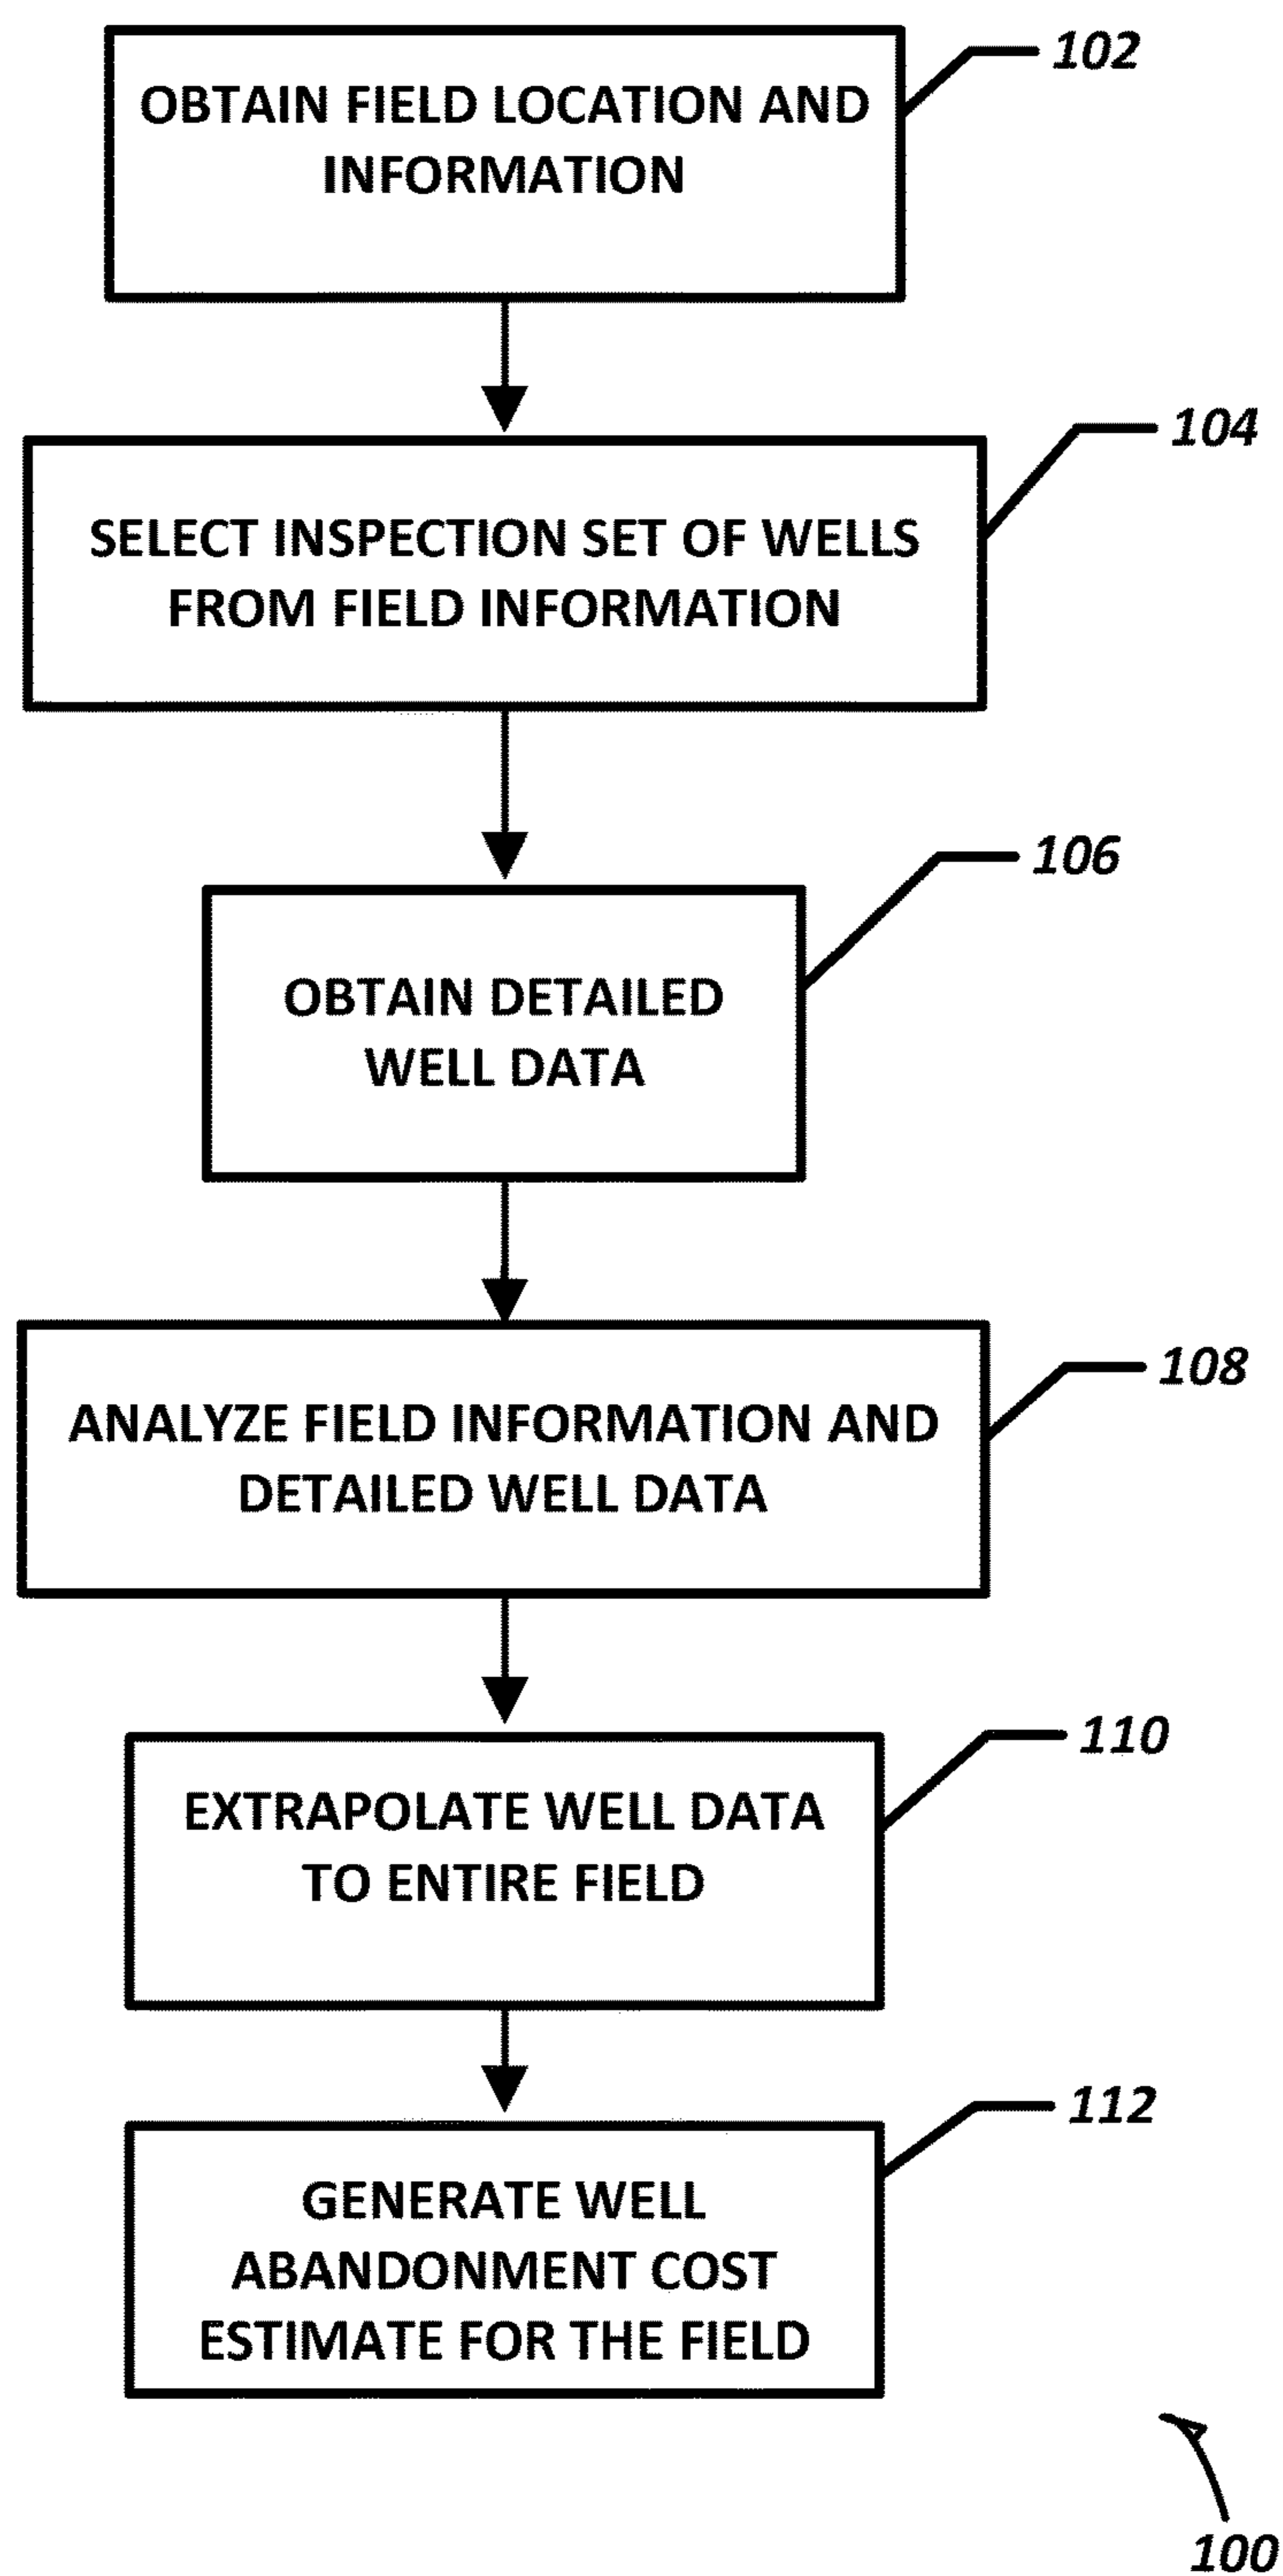 102
OBTAIN FIELD LOCATION AND
INFORMATION
104
SELECT INSPECTION SET OF WELLS
FROM FIELD INFORMATION
106
OBTAIN DETAILED
WELL DATA
108
ANALYZE FIELD INFORMATION AND
DETAILED WELL DATA
110
EXTRAPOLATE WELL DATA
TO ENTIRE FIELD
112
GENERATE WELL
ABANDONMENT COST
ESTIMATE FOR THE FIELD
100